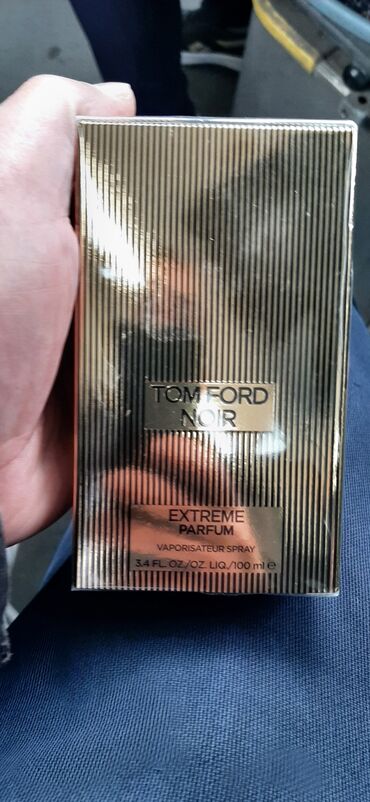 TOM FORD
NOIR
EXTREME
PARFUM
VAPORISATEUR SPRAY
3.4 FL. OZ./OZ. LIQ./100 ml e